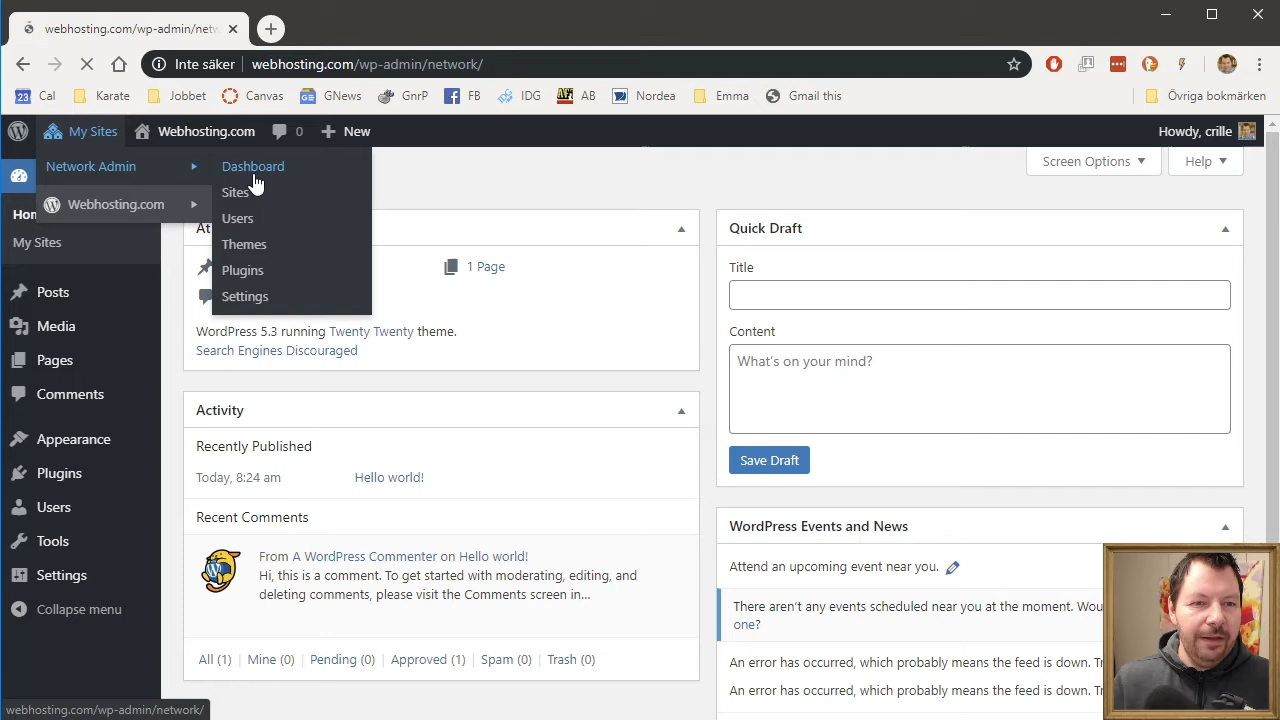 webhosting.com/wp-admin/netw
Inte säker
webhosting.com/wp-admin/network/
23 Cal
Karate
Jobbet
Canvas
GNews
GnrP
FB
IDG
AB
Nordea
Emma
Gmail this
Övriga bokmärken
My Sites
Webhosting.com
0
New
Howdy, crille
Network Admin
Webhosting.com
Dashboard
Sites
Users
Themes
Plugins
Settings
Screen Options
Help
My Sites
Posts
Media
Pages
Comments
Appearance
Plugins
Users
Tools
Settings
Collapse menu
At
1 Page
WordPress 5.3 running Twenty Twenty theme.
Search Engines Discouraged
Activity
Recently Published
Today, 8:24 am
Hello world!
Recent Comments
From A WordPress Commenter on Hello world!
Hi, this is a comment. To get started with moderating, editing, and
deleting comments, please visit the Comments screen in…
All (1) | Mine (0) | Pending (0) | Approved (1) | Spam (0) | Trash (0)
Quick Draft
Title
Content
What's on your mind?
Save Draft
WordPress Events and News
Attend an upcoming event near you.
There aren't any events scheduled near you at the moment. Wou
one?
An error has occurred, which probably means the feed is down. Tr
An error has occurred, which probably means the feed is down. Tr
webhosting.com/wp-admin/network/